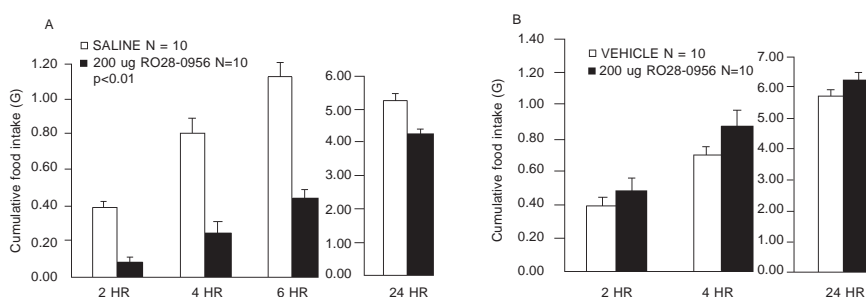 A
SALINE N = 10
200 ug RO28-0956 N=10
p<0.01
Cumulative food intake (G)
1.20
0.80
0.60
0.40
0.20
0.00
2 HR
4 HR
6 HR
6.00
5.00
4.00
3.00
2.00
1.00
0.00
24 HR
B
VEHICLE N = 10
200 ug RO28-0956 N=10
Cumulative food intake (G)
1.40
1.20
1.00
0.80
0.60
0.40
0.20
0.00
2 HR
4 HR
7.00
6.00
5.00
4.00
3.00
2.00
1.00
0.00
24 HR